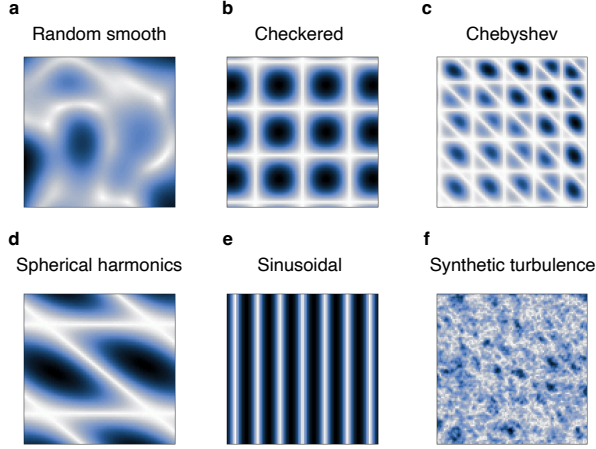 a
Random smooth
b
Checkered
c
Chebyshev
d
Spherical harmonics
e
Sinusoidal
f
Synthetic turbulence